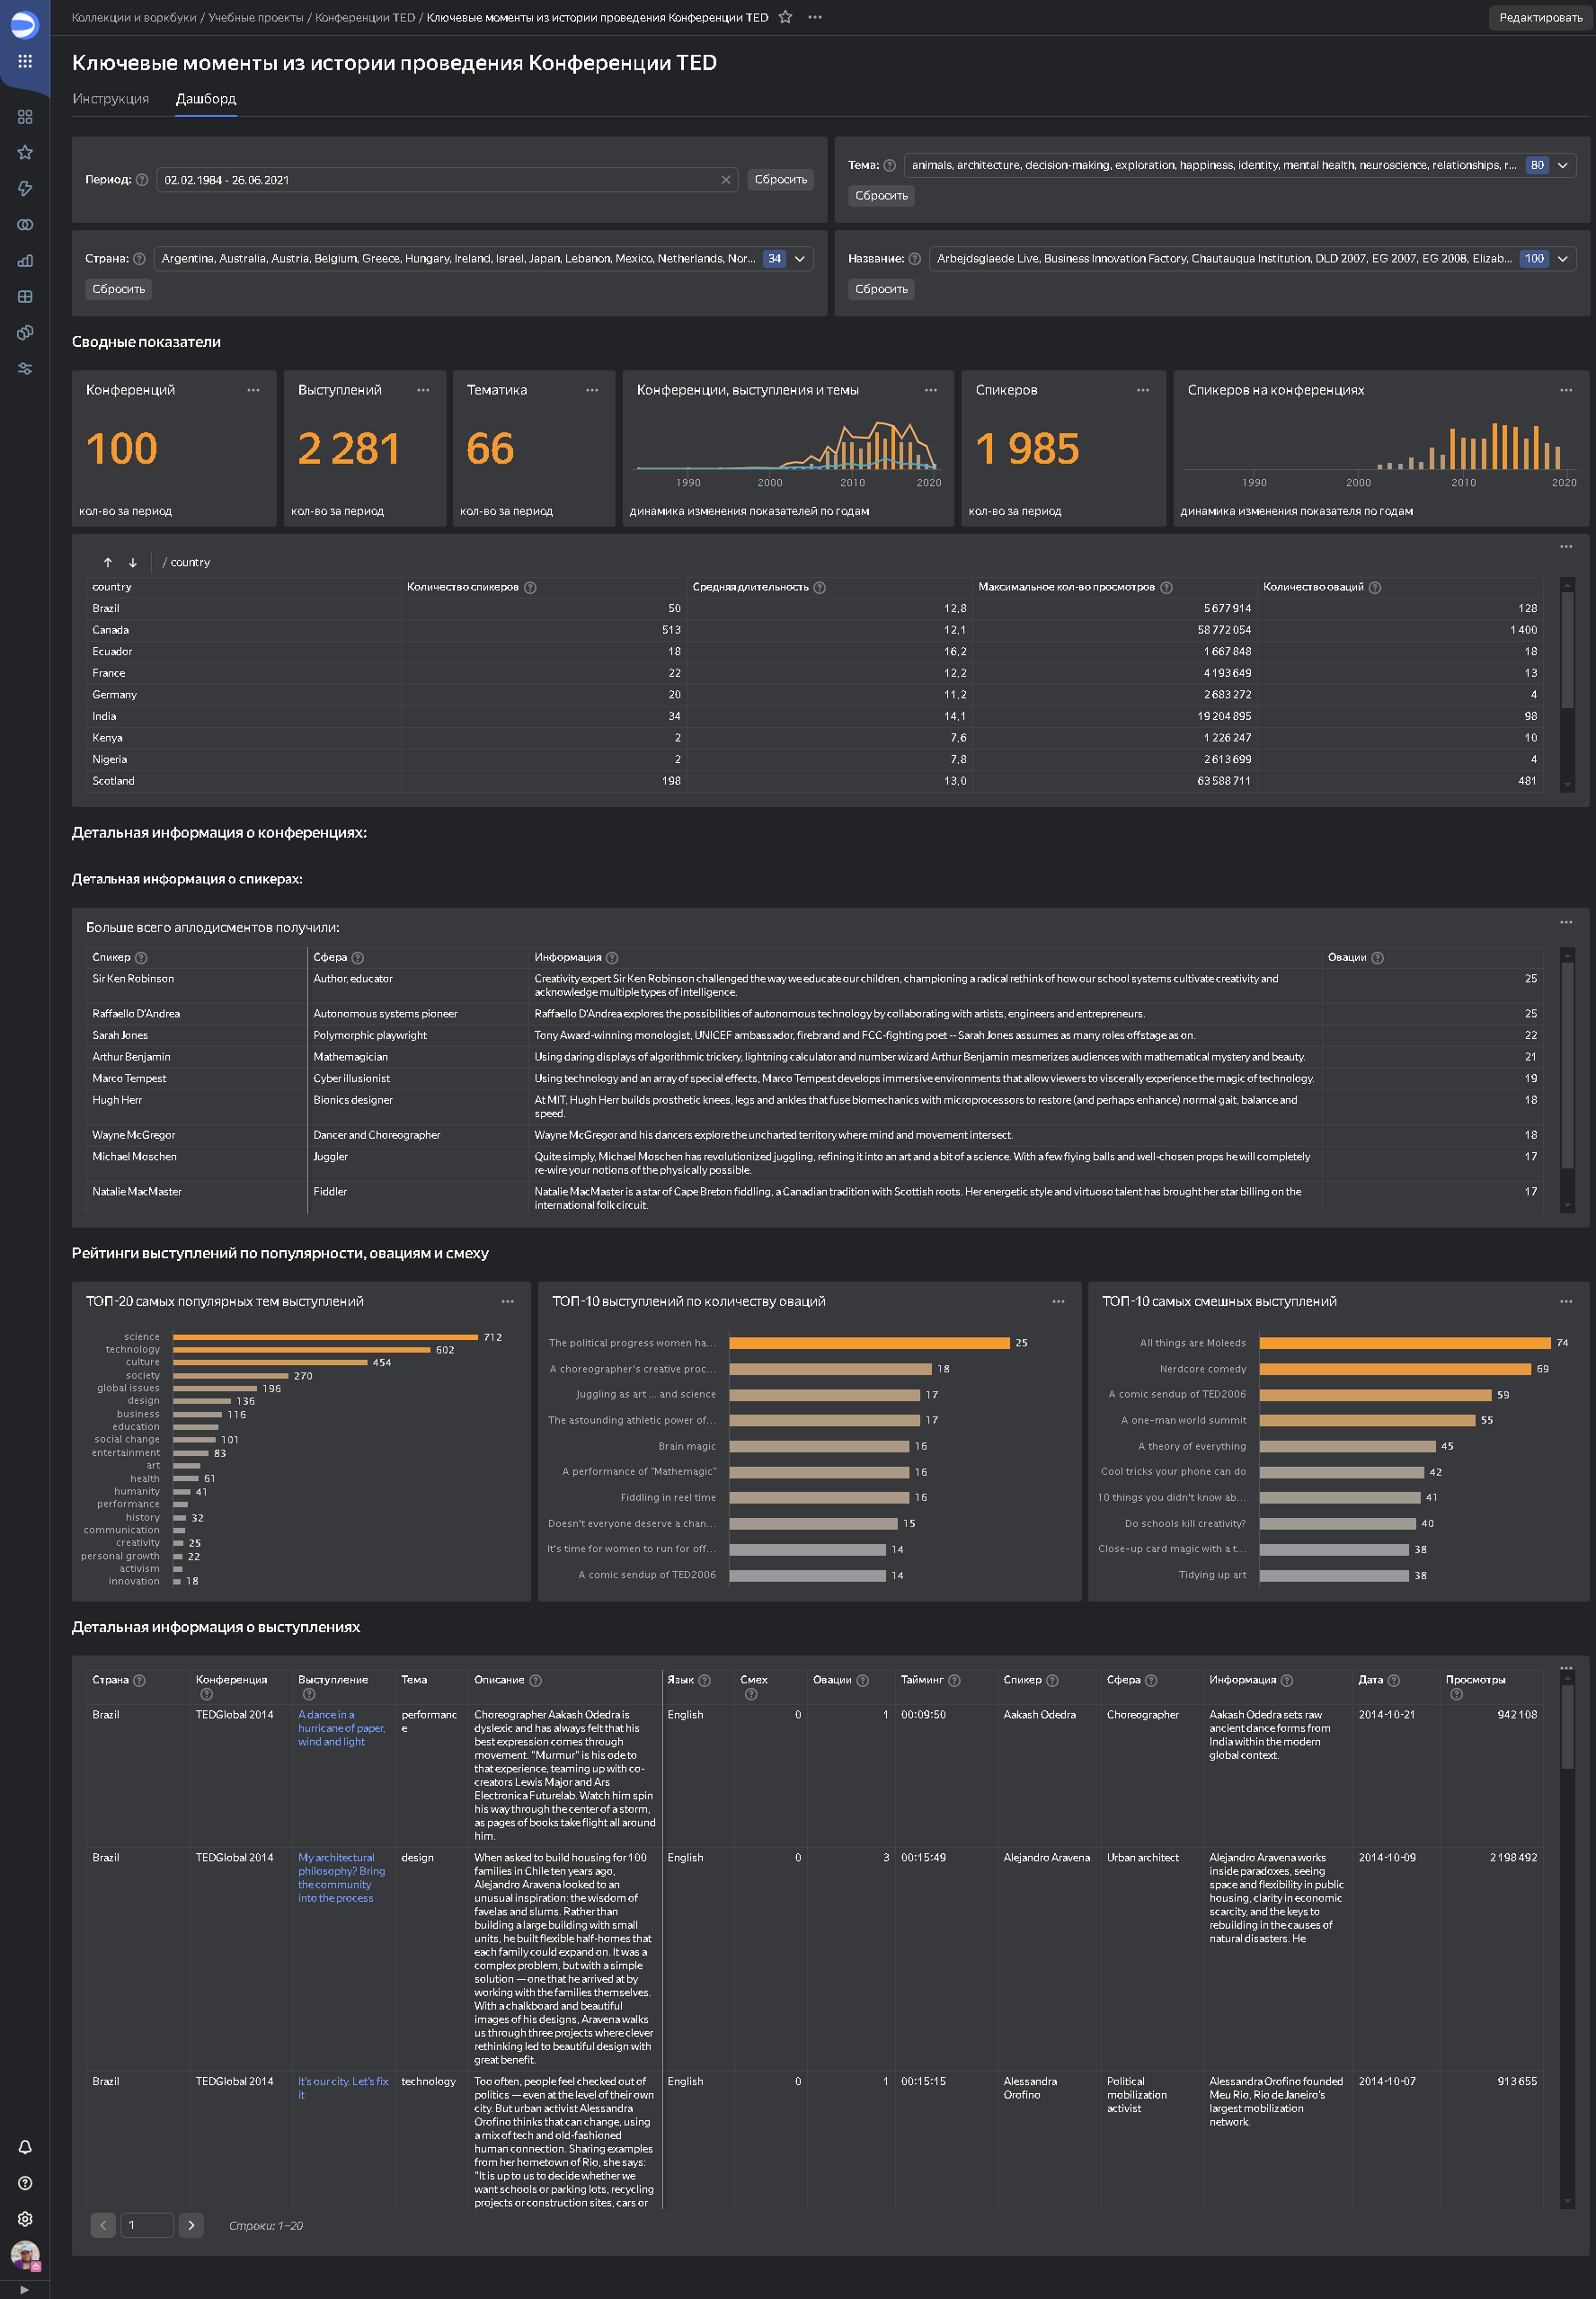 Коллекции и воркбуки / Учебные проекты / Конференции TED / Ключевые моменты из истории проведения Конференции TED
Редактировать
Ключевые моменты из истории проведения Конференции TED
Инструкция Дашборд
Период: 02.02.1984 - 26.06.2021 Сбросить
Тема: animals, architecture, decision-making, exploration, happiness, identity, mental health, neuroscience, relationships, r... 80
Сбросить
Страна: Argentina, Australia, Austria, Belgium, Greece, Hungary, Ireland, Israel, Japan, Lebanon, Mexico, Netherlands, Nor... 34
Сбросить
Название: Arbejdsglaede Live, Business Innovation Factory, Chautauqua Institution, DLD 2007, EG 2007, EG 2008, Elizab... 100
Сбросить
Сводные показатели
Конференций
100
кол-во за период
Выступлений
2 281
кол-во за период
Тематика
66
кол-во за период
Конференции, выступления и темы
1990 2000 2010 2020
динамика изменения показателей по годам
Спикеров
1 985
кол-во за период
Спикеров на конференциях
1990 2000 2010 2020
динамика изменения показателя по годам
/ country
country Количество спикеров Средняя длительность Максимальное кол-во просмотров Количество оваций
Brazil 50 12,8 5 677 914 128
Canada 513 12,1 58 772 054 1 400
Ecuador 18 16,2 1 667 848 18
France 22 12,2 4 193 649 13
Germany 20 11,2 2 683 272 4
India 34 14,1 19 204 895 98
Kenya 2 7,6 1 226 247 10
Nigeria 2 7,8 2 613 699 4
Scotland 198 13,0 63 588 711 481
Детальная информация о конференциях:
Детальная информация о спикерах:
Больше всего аплодисментов получили:
Спикер Сфера Информация Овации
Sir Ken Robinson Author, educator Creativity expert Sir Ken Robinson challenged the way we educate our children, championing a radical rethink of how our school systems cultivate creativity and 25
acknowledge multiple types of intelligence.
Raffaello D'Andrea Autonomous systems pioneer Raffaello D'Andrea explores the possibilities of autonomous technology by collaborating with artists, engineers and entrepreneurs. 25
Sarah Jones Polymorphic playwright Tony Award-winning monologist, UNICEF ambassador, firebrand and FCC-fighting poet -- Sarah Jones assumes as many roles offstage as on. 22
Arthur Benjamin Mathemagician Using daring displays of algorithmic trickery, lightning calculator and number wizard Arthur Benjamin mesmerizes audiences with mathematical mystery and beauty. 21
Marco Tempest Cyber illusionist Using technology and an array of special effects, Marco Tempest develops immersive environments that allow viewers to viscerally experience the magic of technology. 19
Hugh Herr Bionics designer At MIT, Hugh Herr builds prosthetic knees, legs and ankles that fuse biomechanics with microprocessors to restore (and perhaps enhance) normal gait, balance and 18
speed.
Wayne McGregor Dancer and Choreographer Wayne McGregor and his dancers explore the uncharted territory where mind and movement intersect. 18
Michael Moschen Juggler Quite simply, Michael Moschen has revolutionized juggling, refining it into an art and a bit of a science. With a few flying balls and well-chosen props he will completely 17
re-wire your notions of the physically possible.
Natalie MacMaster Fiddler Natalie MacMaster is a star of Cape Breton fiddling, a Canadian tradition with Scottish roots. Her energetic style and virtuoso talent has brought her star billing on the 17
international folk circuit.
Рейтинги выступлений по популярности, овациям и смеху
ТОП-20 самых популярных тем выступлений
science 712
technology 602
culture 454
society 270
global issues 196
design 136
business 116
education
social change 101
entertainment 83
art
health 61
humanity 41
performance
history 32
communication
creativity 25
personal growth 22
activism
innovation 18
ТОП-10 выступлений по количеству оваций
The political progress women ha... 25
A choreographer's creative proc... 18
Juggling as art ... and science 17
The astounding athletic power of... 17
Brain magic 16
A performance of "Mathemagic" 16
Fiddling in reel time 16
Doesn't everyone deserve a chan... 15
It's time for women to run for off... 14
A comic sendup of TED2006 14
ТОП-10 самых смешных выступлений
All things are Moleeds 74
Nerdcore comedy 69
A comic sendup of TED2006 59
A one-man world summit 55
A theory of everything 45
Cool tricks your phone can do 42
10 things you didn't know ab... 41
Do schools kill creativity? 40
Close-up card magic with a t... 38
Tidying up art 38
Детальная информация о выступлениях
Страна Конференция Выступление Тема Описание Язык Смех Овации Тайминг Спикер Сфера Информация Дата Просмотры
Brazil TEDGlobal 2014 A dance in a performanc Choreographer Aakash Odedra is English 0 1 00:09:50 Aakash Odedra Choreographer Aakash Odedra sets raw 2014-10-21 942 108
hurricane of paper, e dyslexic and has always felt that his ancient dance forms from
wind and light best expression comes through India within the modern
movement. "Murmur" is his ode to global context.
that experience, teaming up with co-
creators Lewis Major and Ars
Electronica Futurelab. Watch him spin
his way through the center of a storm,
as pages of books take flight all around
him.
Brazil TEDGlobal 2014 My architectural design When asked to build housing for 100 English 0 3 00:15:49 Alejandro Aravena Urban architect Alejandro Aravena works 2014-10-09 2 198 492
philosophy? Bring families in Chile ten years ago, inside paradoxes, seeing
the community Alejandro Aravena looked to an space and flexibility in public
into the process unusual inspiration: the wisdom of housing, clarity in economic
favelas and slums. Rather than scarcity, and the keys to
building a large building with small rebuilding in the causes of
units, he built flexible half-homes that natural disasters. He
each family could expand on. It was a
complex problem, but with a simple
solution — one that he arrived at by
working with the families themselves.
With a chalkboard and beautiful
images of his designs, Aravena walks
us through three projects where clever
rethinking led to beautiful design with
great benefit.
Brazil TEDGlobal 2014 It's our city. Let's fix technology Too often, people feel checked out of English 0 1 00:15:15 Alessandra Political Alessandra Orofino founded 2014-10-07 913 655
it politics — even at the level of their own Orofino mobilization Meu Rio, Rio de Janeiro's
city. But urban activist Alessandra activist largest mobilization
Orofino thinks that can change, using network.
a mix of tech and old-fashioned
human connection. Sharing examples
from her hometown of Rio, she says:
"It is up to us to decide whether we
want schools or parking lots, recycling
projects or construction sites, cars or
1 Строки: 1–20